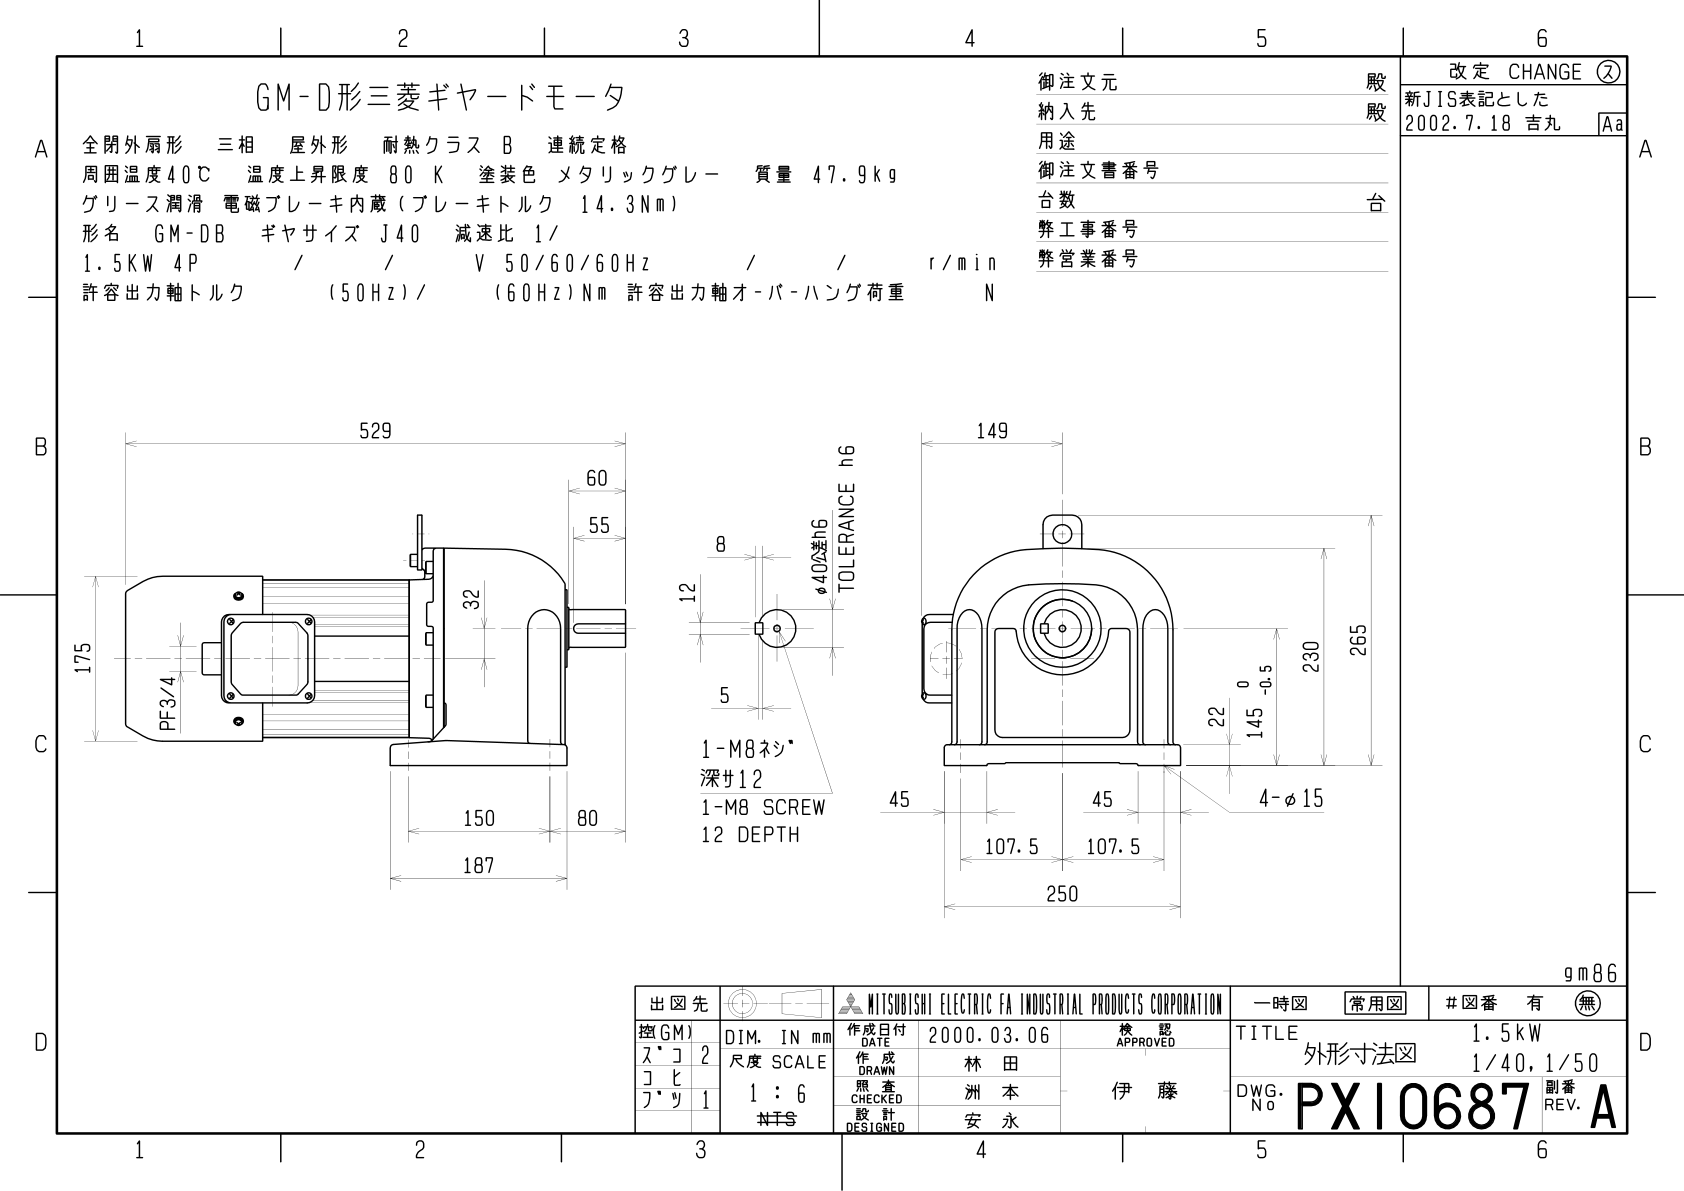 1 2 3 4 5 6
GM-D形三菱ギヤードモータ
全閉外扇形 三相 屋外形 耐熱クラス B 連続定格
周囲温度40℃ 温度上昇限度 80 K 塗装色 メタリックグレー 質量 47.9kg
グリース潤滑 電磁ブレーキ内蔵(ブレーキトルク 14.3Nm)
形名 GM-DB ギヤサイズ J40 減速比 1/
1.5KW 4P / / V 50/60/60Hz / / r/min
許容出力軸トルク (50Hz)/ (60Hz)Nm 許容出力軸オ-バ-ハング荷重 N
御注文元 殿
納入先 殿
用途
御注文書番号
台数 台
弊工事番号
弊営業番号
改定 CHANGE ス
新JIS表記とした
2002.7.18 吉丸 Aa
A A
B B
C C
D D
529
60
55
32
175
PF3/4
150
80
187
8
12
5
φ40公差h6
TOLERANCE h6
1-M8ネジ
深サ12
1-M8 SCREW
12 DEPTH
149
265
230
145 0 -0.5
22
45
45
4-φ15
107.5
107.5
250
gm86
出図先
控(GM)
ズコ 2
コヒ
ブツ 1
DIM. IN mm
尺度 SCALE
1 : 6
NTS
MITSUBISHI ELECTRIC FA INDUSTRIAL PRODUCTS CORPORATION
作成日付 DATE 2000.03.06
作成 DRAWN 林田
照査 CHECKED 洲本
設計 DESIGNED 安永
検認 APPROVED
伊藤
一時図 常用図 #図番 有 無
TITLE 1.5kW
外形寸法図 1/40,1/50
DWG. No PX10687 副番 REV. A
1 2 3 4 5 6